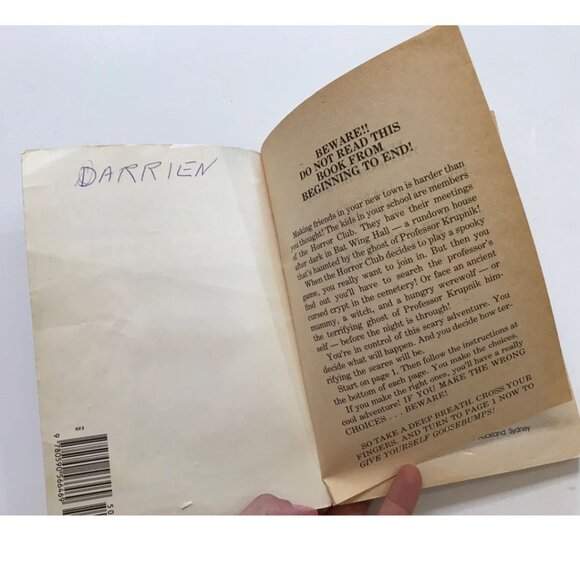 DARRIEN
EAN
9 780590 566469
50
BEWARE!!
DO NOT READ THIS
BOOK FROM
BEGINNING TO END!
Making friends in your new town is harder than
you thought! The kids in your school are members
of the Horror Club. They have their meetings
after dark in Bat Wing Hall — a rundown house
that's haunted by the ghost of Professor Krupnik!
When the Horror Club decides to play a spooky
game, you really want to join in. But then you
find out you'll have to search the professor's
cursed crypt in the cemetery! Or face an ancient
mummy, a witch, and a hungry werewolf — or
the terrifying ghost of Professor Krupnik him-
self — before the night is through!
You're in control of this scary adventure. You
decide what will happen. And you decide how ter-
rifying the scares will be.
Start on page 1. Then follow the instructions at
the bottom of each page. You make the choices.
If you make the right ones, you'll have a really
cool adventure! IF YOU MAKE THE WRONG
CHOICES . . . BEWARE!
SO TAKE A DEEP BREATH. CROSS YOUR
FINGERS. AND TURN TO PAGE 1 NOW TO
GIVE YOURSELF GOOSEBUMPS!
Auckland Sydney